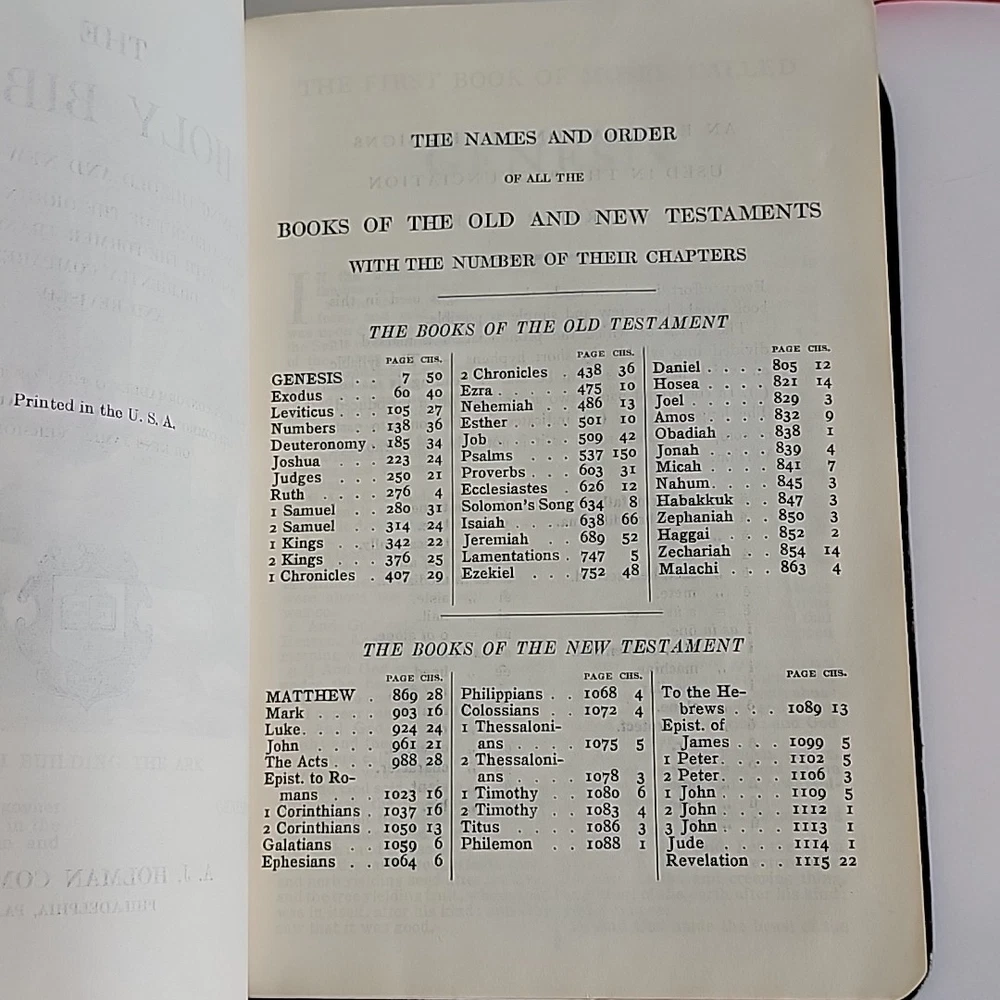 Printed in the U. S. A.
THE NAMES AND ORDER
OF ALL THE
BOOKS OF THE OLD AND NEW TESTAMENTS
WITH THE NUMBER OF THEIR CHAPTERS
THE BOOKS OF THE OLD TESTAMENT
PAGE CHS.
GENESIS . . 7 50
Exodus . . . 60 40
Leviticus . . . 105 27
Numbers . . . 138 36
Deuteronomy . 185 34
Joshua . . . 223 24
Judges . . . 250 21
Ruth . . . . 276 4
1 Samuel . . . 280 31
2 Samuel . . . 314 24
1 Kings . . . 342 22
2 Kings . . . 376 25
1 Chronicles . . 407 29
PAGE CHS.
2 Chronicles . . 438 36
Ezra . . . . . 475 10
Nehemiah . . 486 13
Esther . . . . 501 10
Job . . . . . 509 42
Psalms . . . . 537 150
Proverbs . . . 603 31
Ecclesiastes . 626 12
Solomon's Song 634 8
Isaiah . . . . 638 66
Jeremiah . . . 689 52
Lamentations . 747 5
Ezekiel . . . 752 48
PAGE CHS.
Daniel . . . . 805 12
Hosea . . . . 821 14
Joel . . . . . 829 3
Amos . . . . 832 9
Obadiah . . . 838 1
Jonah . . . . 839 4
Micah . . . . 841 7
Nahum . . . . 845 3
Habakkuk . . 847 3
Zephaniah . . 850 3
Haggai . . . 852 2
Zechariah . . 854 14
Malachi . . . 863 4
THE BOOKS OF THE NEW TESTAMENT
PAGE CHS.
MATTHEW . 869 28
Mark . . . . 903 16
Luke . . . . . 924 24
John . . . . 961 21
The Acts . . . 988 28
Epist. to Ro-
mans . . . 1023 16
1 Corinthians . 1037 16
2 Corinthians . 1050 13
Galatians . . 1059 6
Ephesians . . 1064 6
PAGE CHS.
Philippians . . 1068 4
Colossians . . 1072 4
1 Thessaloni-
ans . . . . 1075 5
2 Thessaloni-
ans . . . . 1078 3
1 Timothy . . 1080 6
2 Timothy . . 1083 4
Titus . . . . 1086 3
Philemon . . 1088 1
PAGE CHS.
To the He-
brews . . . 1089 13
Epist. of
James . . . 1099 5
1 Peter . . . 1102 5
2 Peter . . . 1106 3
1 John . . . . 1109 5
2 John . . . . 1112 1
3 John . . . . 1113 1
Jude . . . . 1114 1
Revelation . . 1115 22